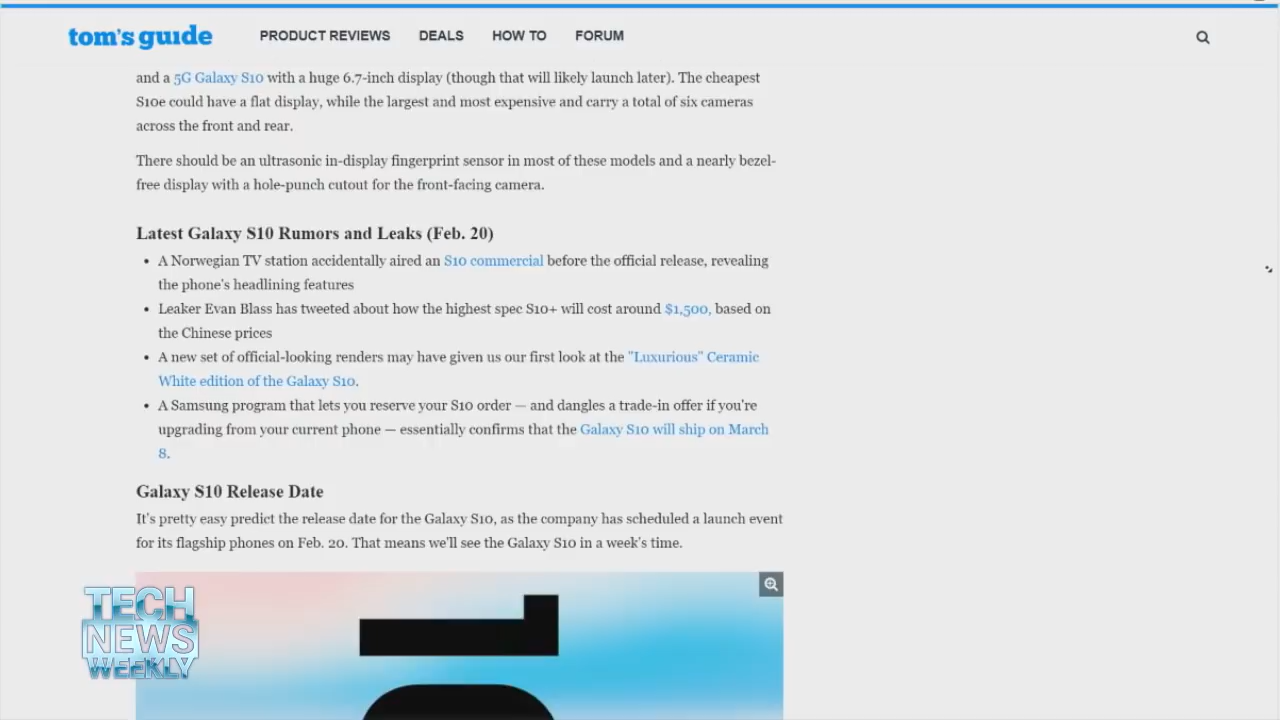 tom's guide PRODUCT REVIEWS DEALS HOW TO FORUM
and a 5G Galaxy S10 with a huge 6.7-inch display (though that will likely launch later). The cheapest
S10e could have a flat display, while the largest and most expensive and carry a total of six cameras
across the front and rear.
There should be an ultrasonic in-display fingerprint sensor in most of these models and a nearly bezel-
free display with a hole-punch cutout for the front-facing camera.
Latest Galaxy S10 Rumors and Leaks (Feb. 20)
• A Norwegian TV station accidentally aired an S10 commercial before the official release, revealing
the phone's headlining features
• Leaker Evan Blass has tweeted about how the highest spec S10+ will cost around $1,500, based on
the Chinese prices
• A new set of official-looking renders may have given us our first look at the "Luxurious" Ceramic
White edition of the Galaxy S10.
• A Samsung program that lets you reserve your S10 order — and dangles a trade-in offer if you're
upgrading from your current phone — essentially confirms that the Galaxy S10 will ship on March
8.
Galaxy S10 Release Date
It's pretty easy predict the release date for the Galaxy S10, as the company has scheduled a launch event
for its flagship phones on Feb. 20. That means we'll see the Galaxy S10 in a week's time.
TECH
NEWS
WEEKLY